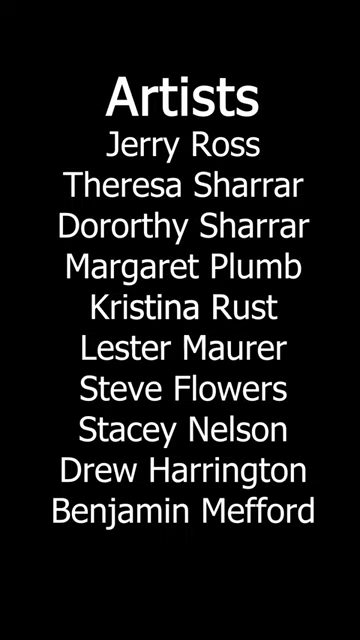 Artists
Jerry Ross
Theresa Sharrar
Dororthy Sharrar
Margaret Plumb
Kristina Rust
Lester Maurer
Steve Flowers
Stacey Nelson
Drew Harrington
Benjamin Mefford